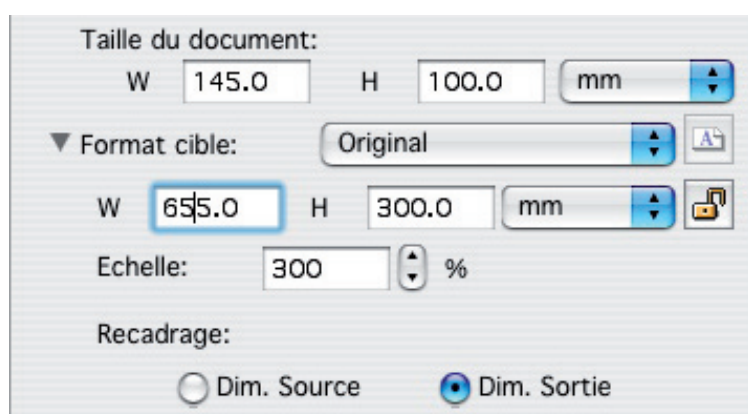 Taille du document:
W 145.0 H 100.0 mm
Format cible: Original A
W 655.0 H 300.0 mm
Echelle: 300 %
Recadrage:
Dim. Source Dim. Sortie